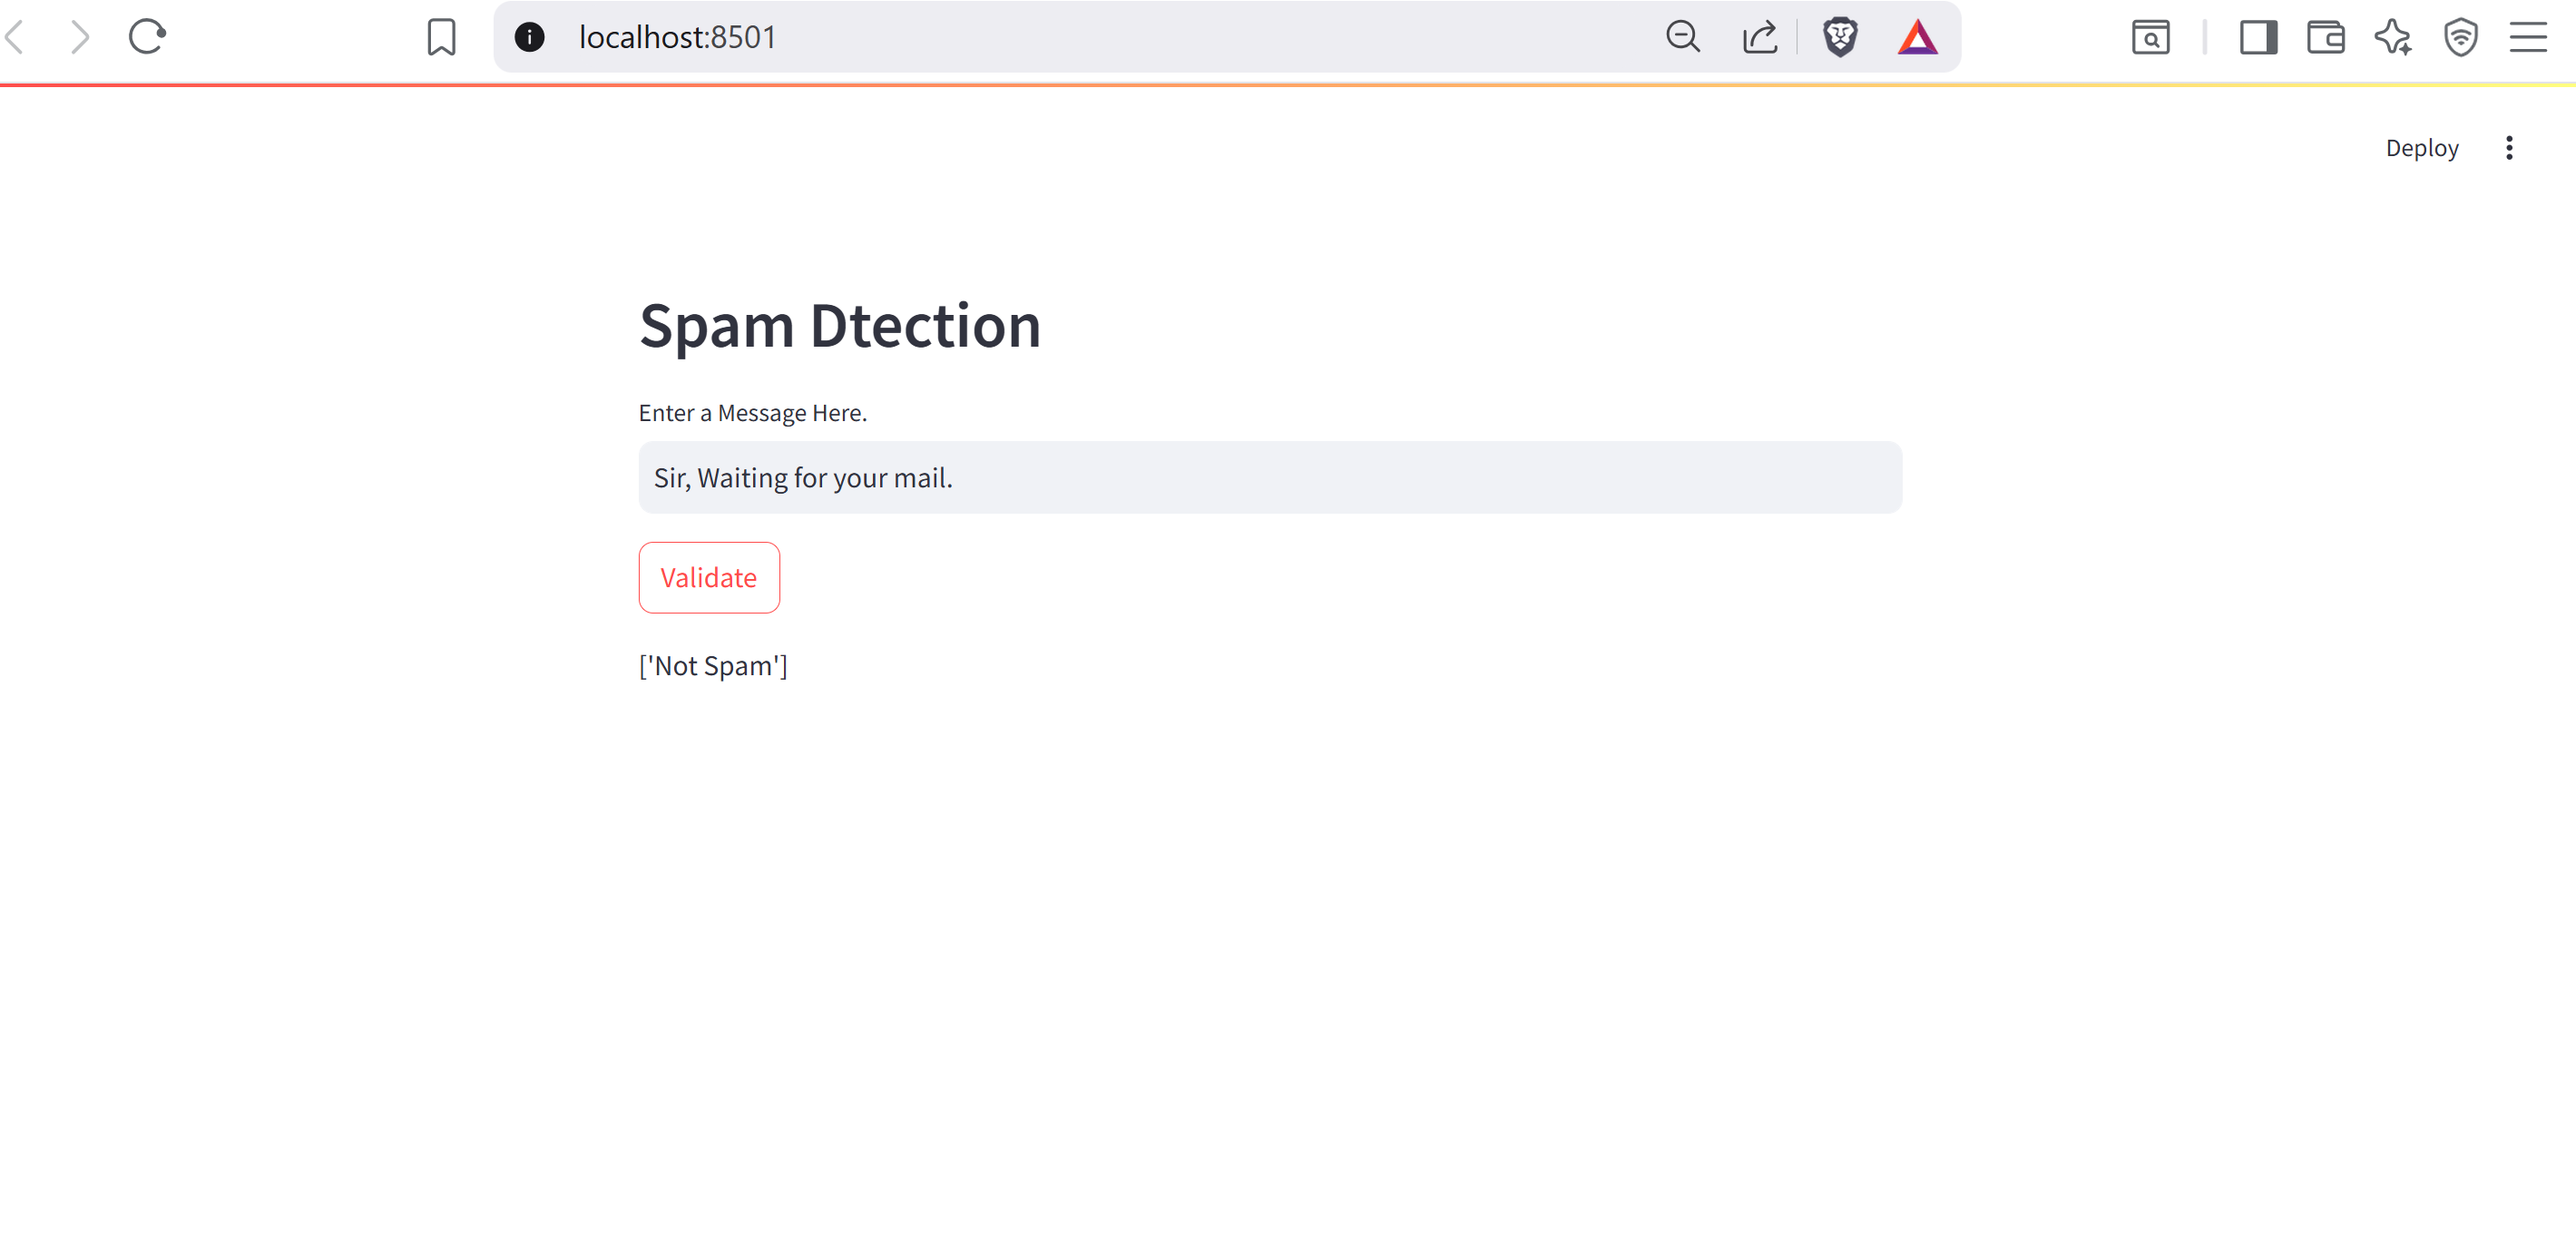 localhost:8501
Deploy
Spam Dtection
Enter a Message Here.
Sir, Waiting for your mail.
Validate
['Not Spam']